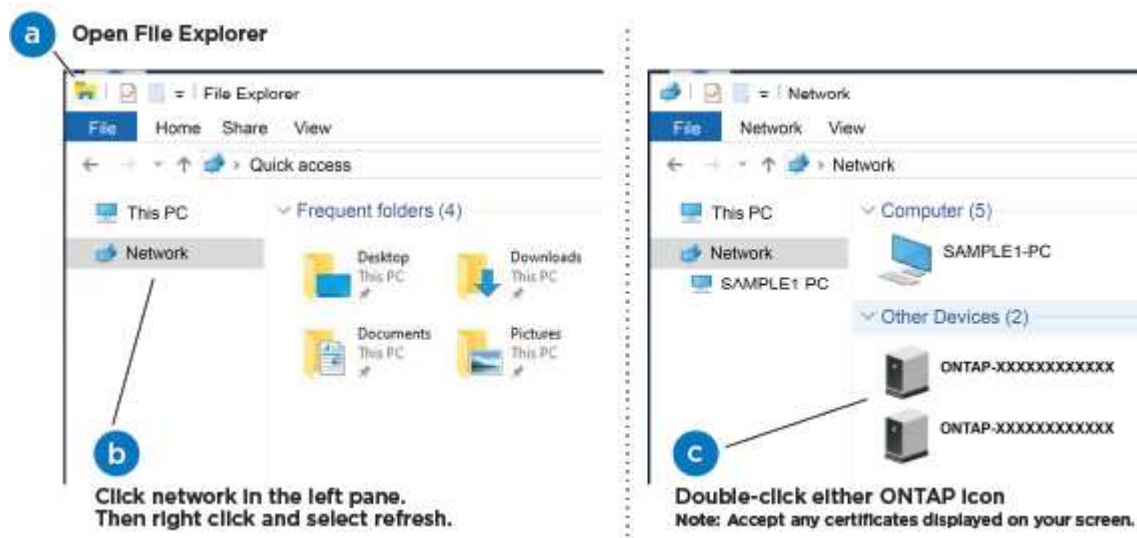 a Open File Explorer
File Explorer
File Home Share View
Quick access
This PC
Network
Frequent folders (4)
Desktop
This PC
Downloads
This PC
Documents
This PC
Pictures
This PC
b
Click network in the left pane.
Then right click and select refresh.
Network
File Network View
Network
This PC
Network
SAMPLE1 PC
Computer (5)
SAMPLE1-PC
Other Devices (2)
ONTAP-XXXXXXXXXXXX
ONTAP-XXXXXXXXXXXX
c
Double-click either ONTAP icon
Note: Accept any certificates displayed on your screen.